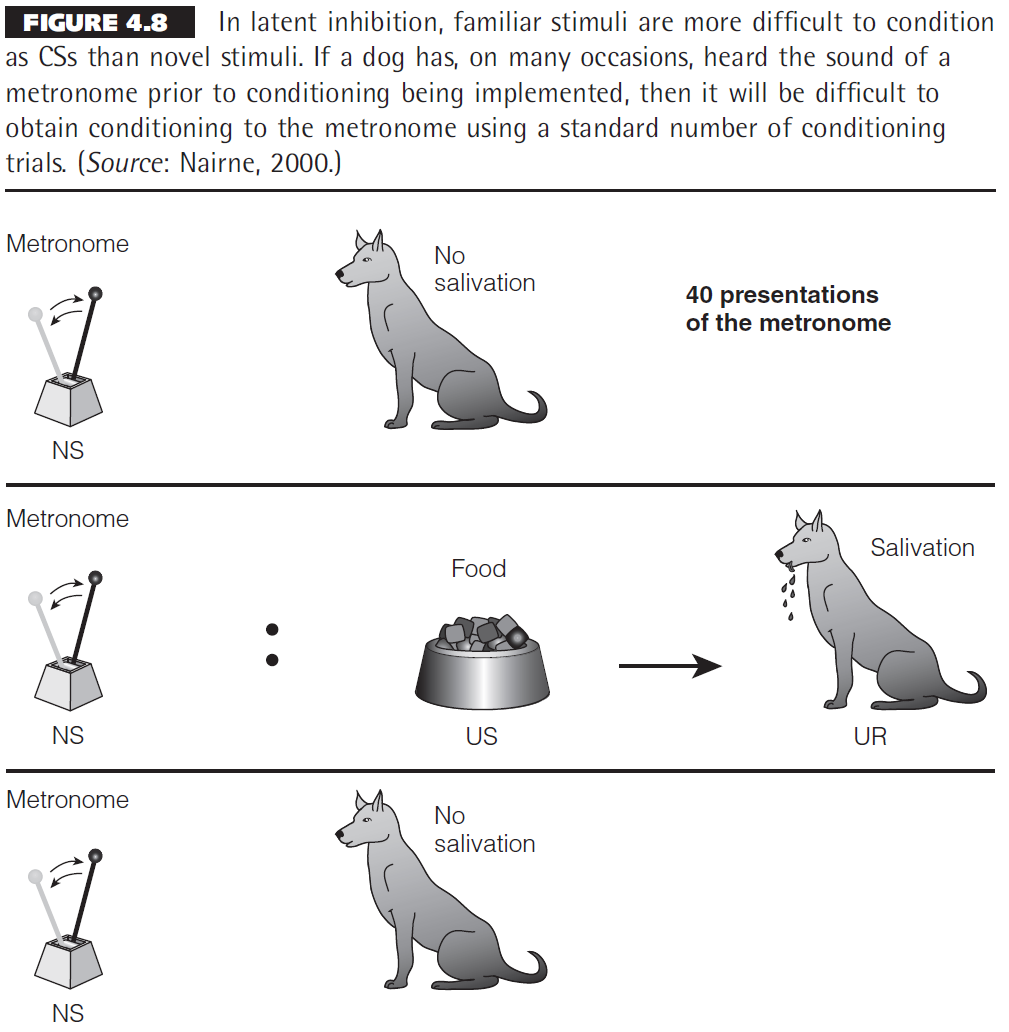 FIGURE 4.8 In latent inhibition, familiar stimuli are more difficult to condition
as CSs than novel stimuli. If a dog has, on many occasions, heard the sound of a
metronome prior to conditioning being implemented, then it will be difficult to
obtain conditioning to the metronome using a standard number of conditioning
trials. (Source: Nairne, 2000.)
Metronome
No
salivation
40 presentations
of the metronome
NS
Metronome
Food
Salivation
:
NS
US
UR
Metronome
No
salivation
NS